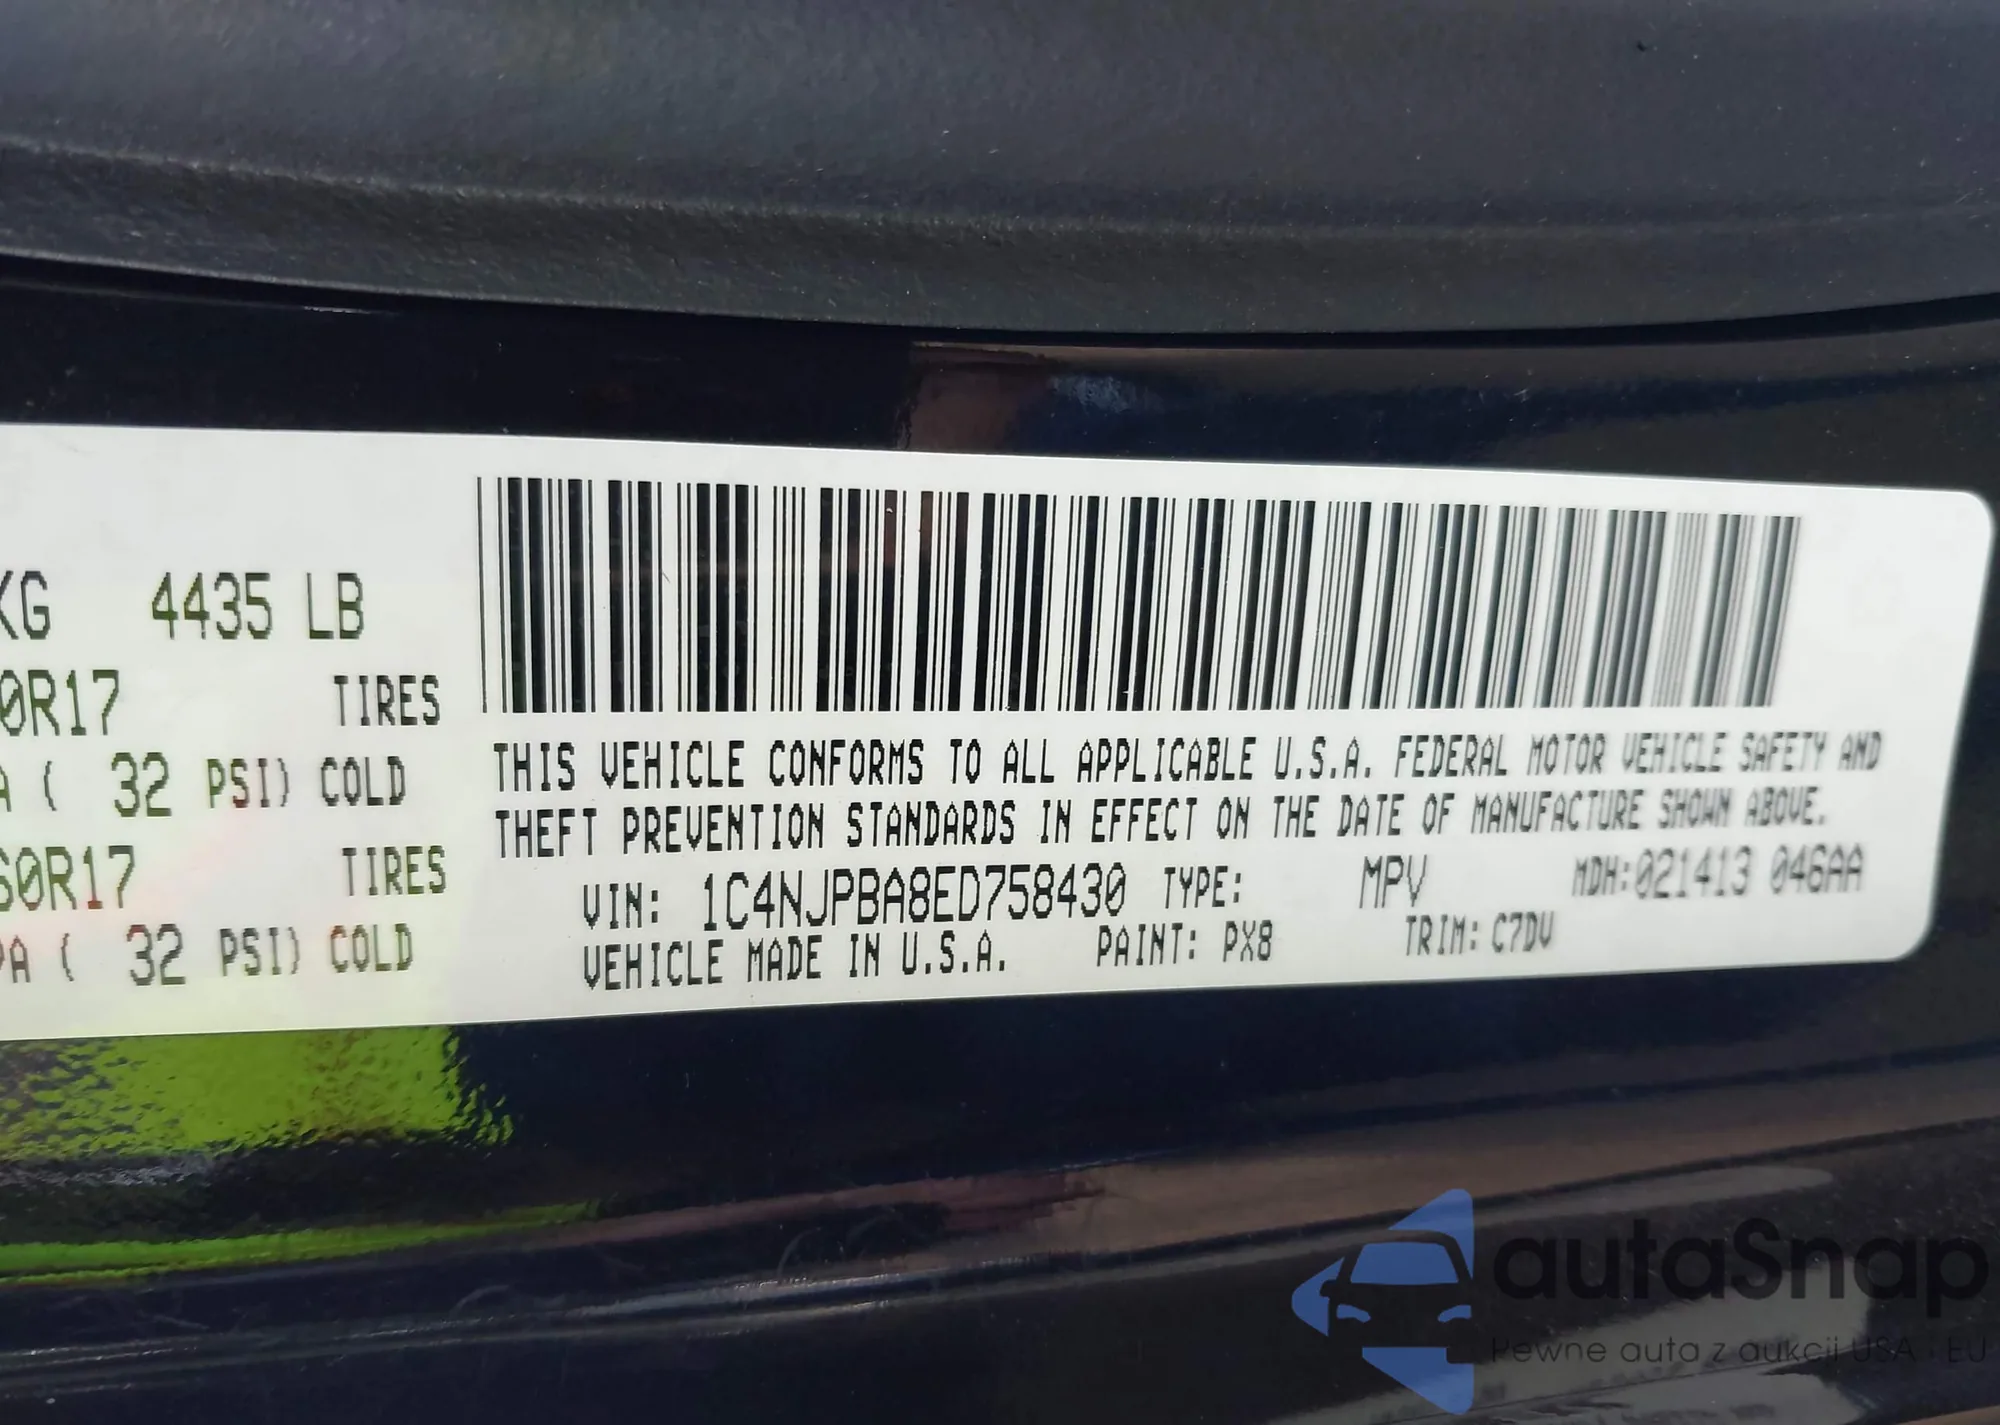 KG 4435 LB
0R17 TIRES
A ( 32 PSI) COLD
60R17 TIRES
PA ( 32 PSI) COLD
THIS VEHICLE CONFORMS TO ALL APPLICABLE U.S.A. FEDERAL MOTOR VEHICLE SAFETY AND
THEFT PREVENTION STANDARDS IN EFFECT ON THE DATE OF MANUFACTURE SHOWN ABOVE.
VIN: 1C4NJPBA8ED758430 TYPE: MPV MDH:021413 046AA
VEHICLE MADE IN U.S.A. PAINT: PX8 TRIM: C7DV
autaSnap
Pewne auta z aukcji USA i EU